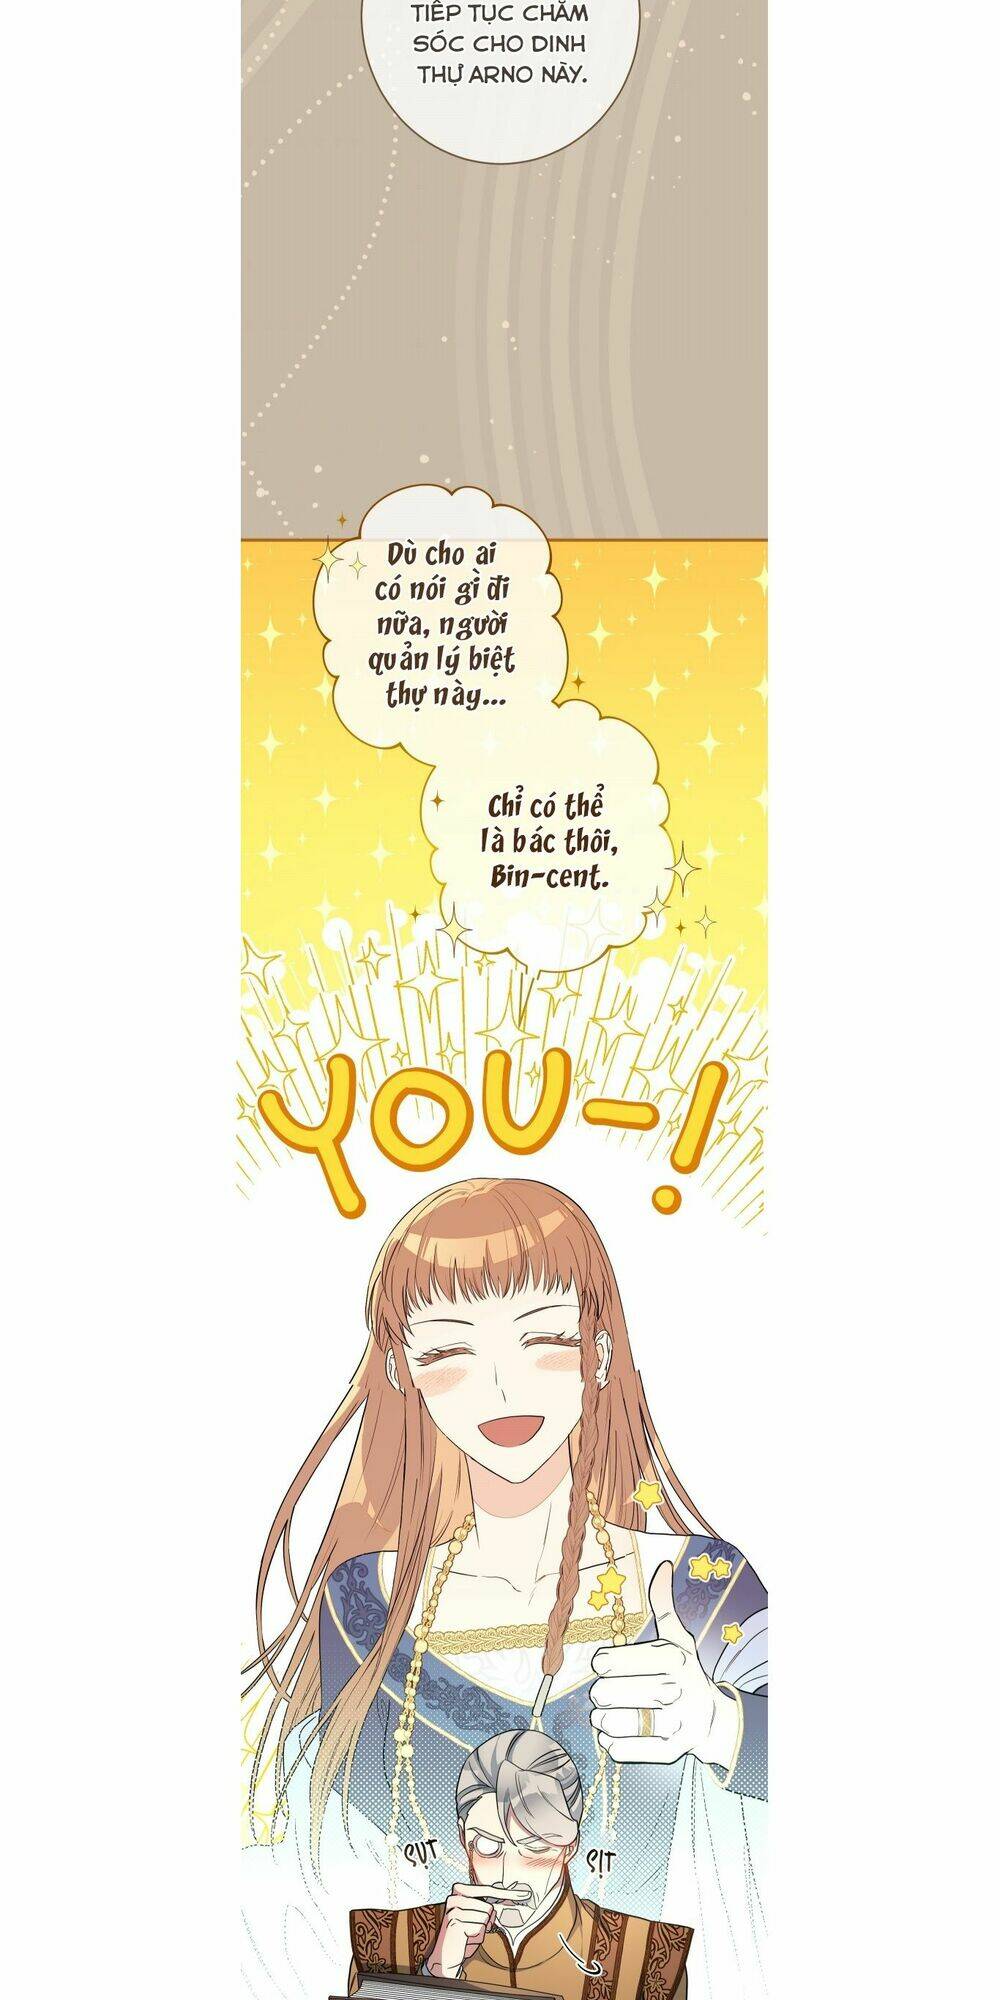 TIẾP TỤC CHĂM
SÓC CHO DINH
THỰ ARNO NÀY.
Dù cho ai
có nói gì đi
nữa, người
quản lý biệt
thự này...
Chỉ có thể
là bác thôi,
Bin-cent.
YOU-!
SỤT
SỊT